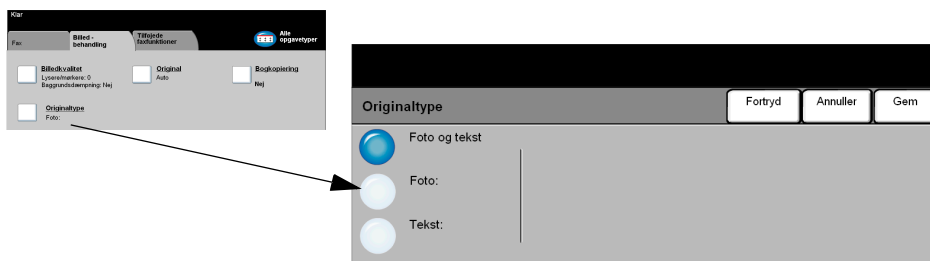 Klar
Fax
Billed -
behandling
Tilføjede
faxfunktioner
Alle
opgavetyper
Billedkvalitet
Lysere/mørkere: 0
Baggrundsdæmpning: Nej
Original
Auto
Bogkopiering
Nej
Originaltype
Foto:
Originaltype
Fortryd
Annuller
Gem
Foto og tekst
Foto:
Tekst: